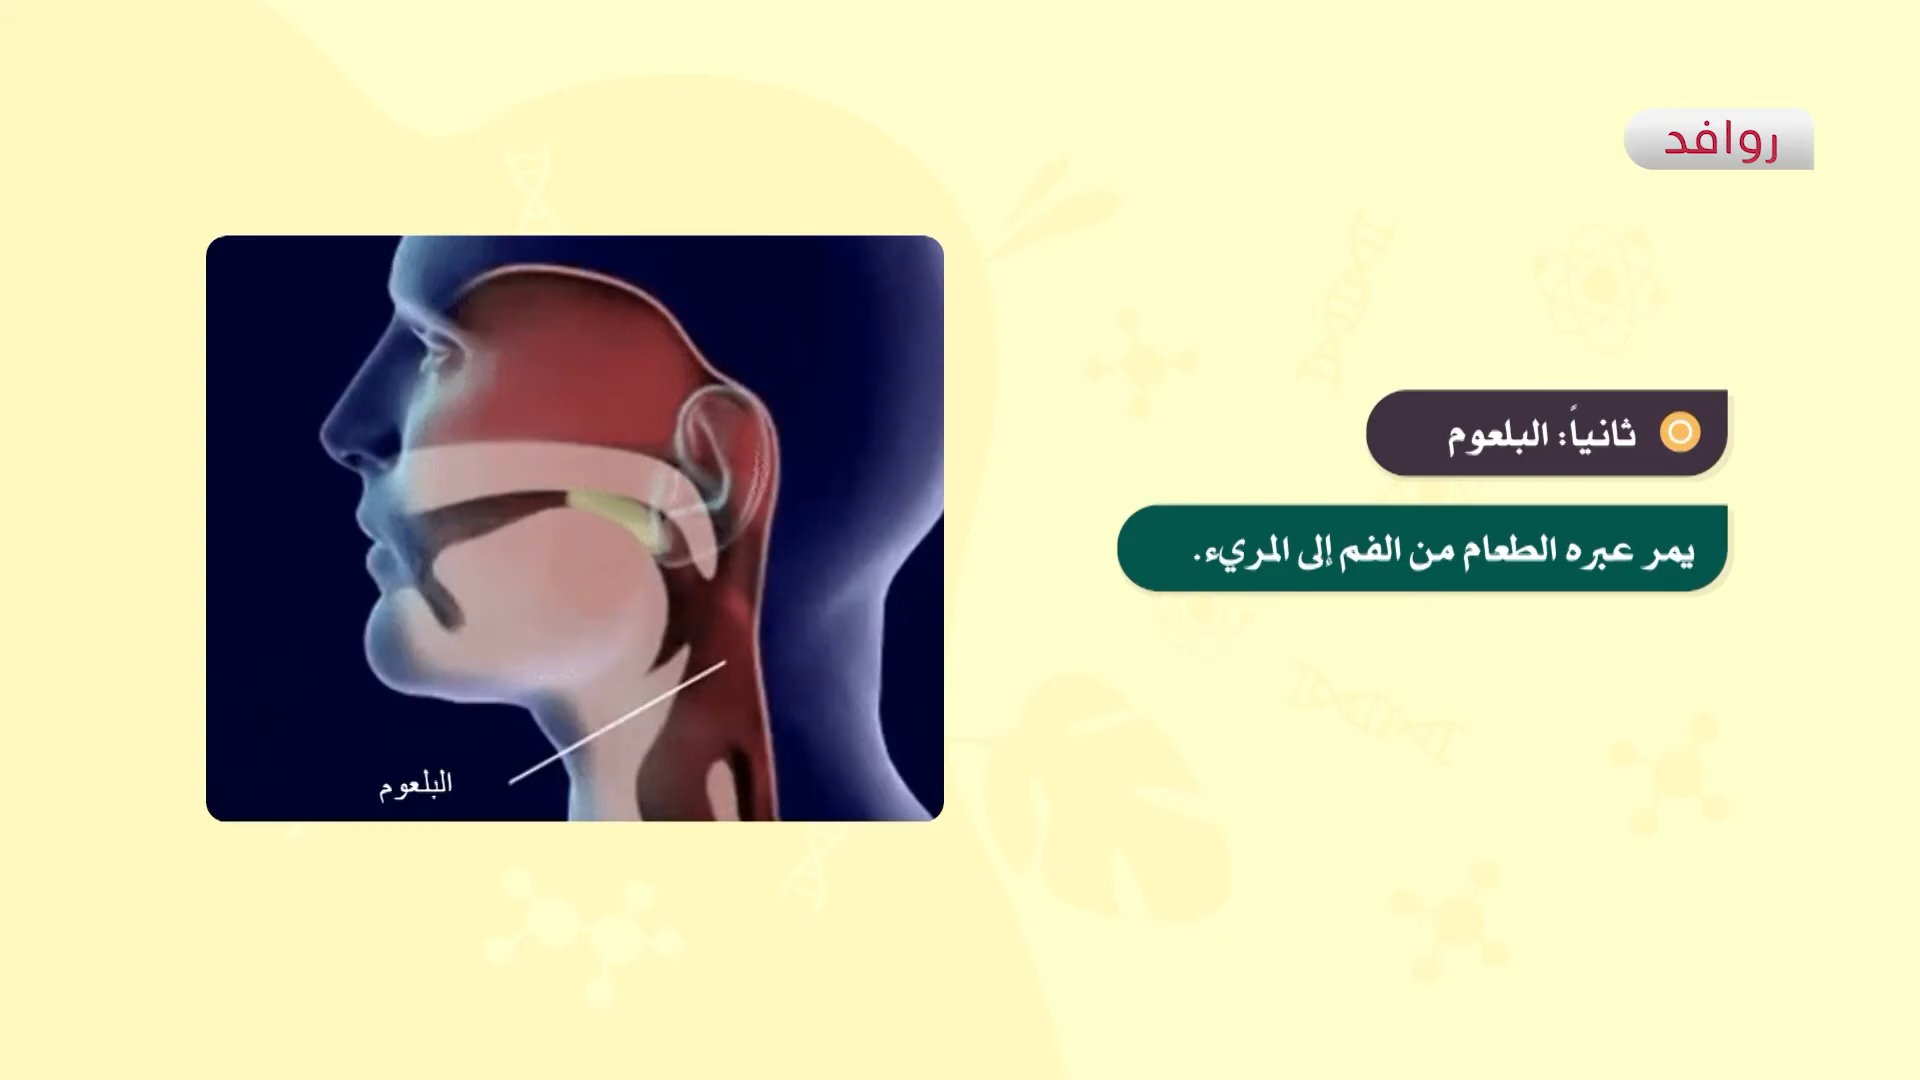 روافد
ثانياً: البلعوم
يمر عبره الطعام من الفم إلى المريء.
البلعوم